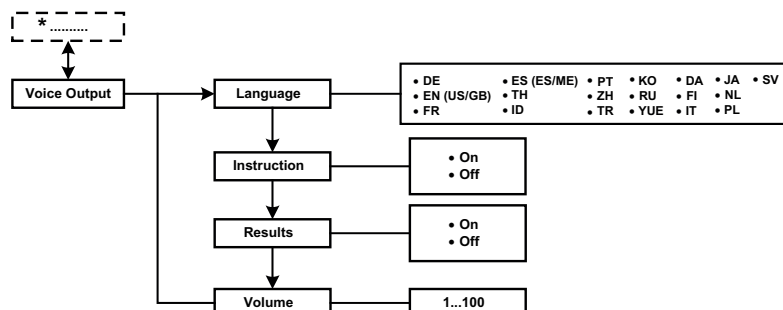 * ..........
Voice Output
Language
• DE • ES (ES/ME) • PT • KO • DA • JA • SV
• EN (US/GB) • TH ZH • RU • FI • NL
• FR • ID • TR • YUE • IT • PL
Instruction
• On
• Off
Results
• On
• Off
Volume
1...100